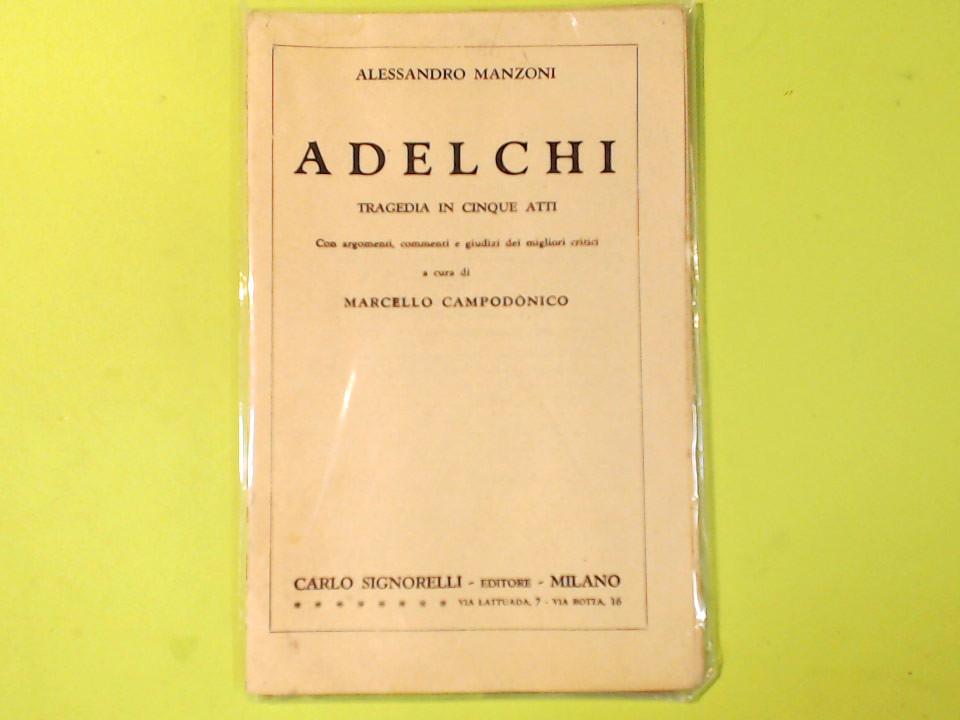 ALESSANDRO MANZONI
ADELCHI
TRAGEDIA IN CINQUE ATTI
Con argomenti, commenti e giudizi dei migliori critici
a cura di
MARCELLO CAMPODÒNICO
CARLO SIGNORELLI - EDITORE - MILANO
* * * * * * * * VIA LATTUADA, 7 - VIA BOTTA, 16